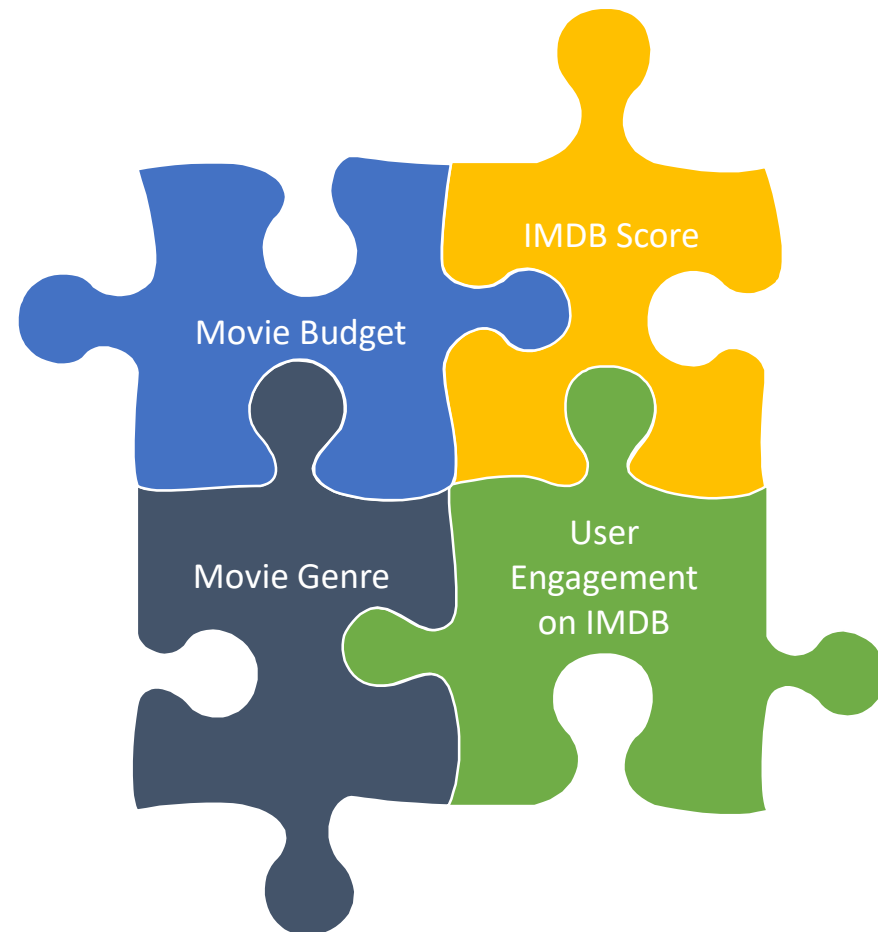 IMDB Score
Movie Budget
Movie Genre
User
Engagement
on IMDB